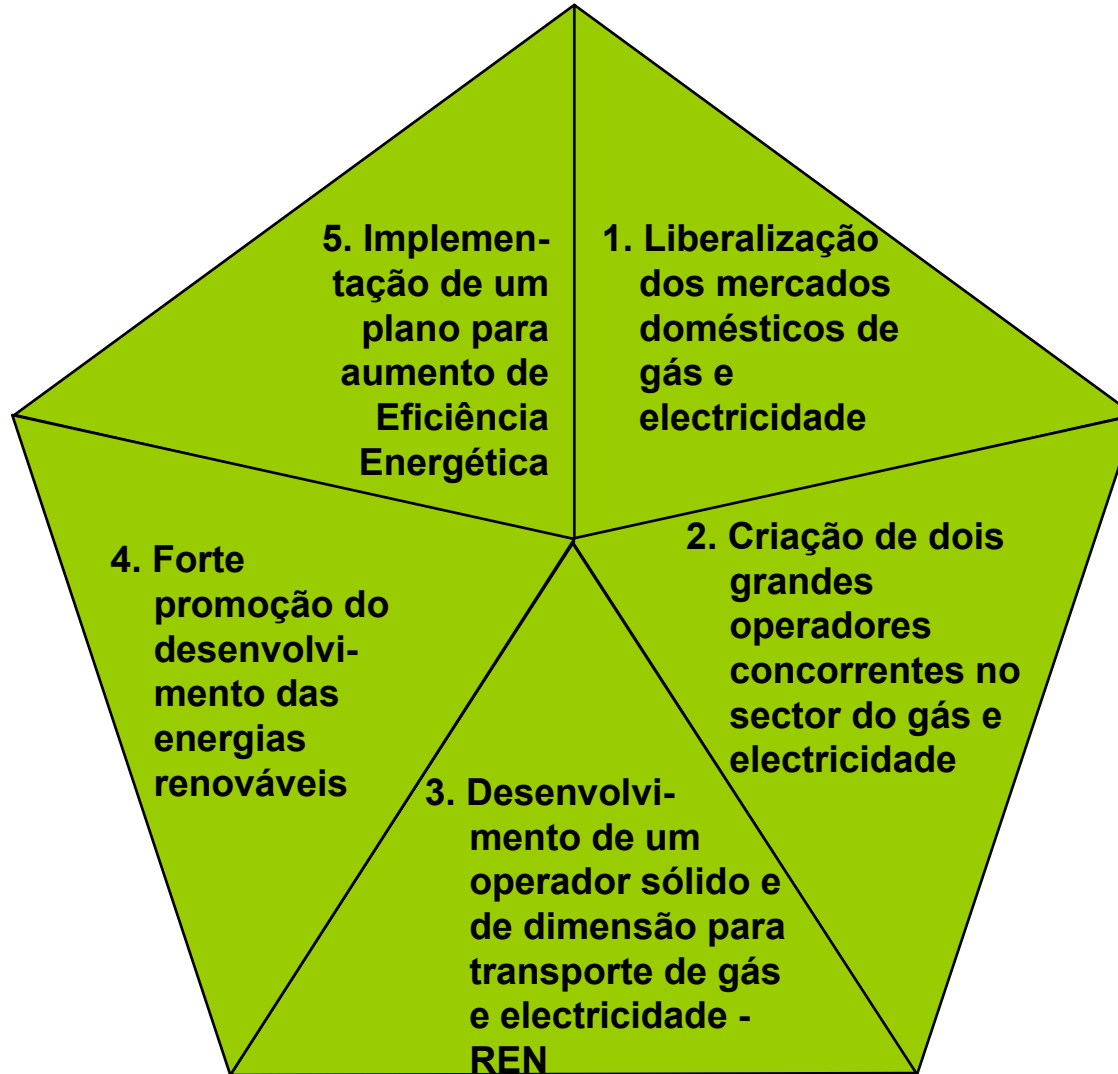 1. Liberalização
dos mercados
domésticos de
gás e
electricidade
2. Criação de dois
grandes
operadores
concorrentes no
sector do gás e
electricidade
3. Desenvolvi-
mento de um
operador sólido e
de dimensão para
transporte de gás
e electricidade -
REN
4. Forte
promoção do
desenvolvi-
mento das
energias
renováveis
5. Implemen-
tação de um
plano para
aumento de
Eficiência
Energética